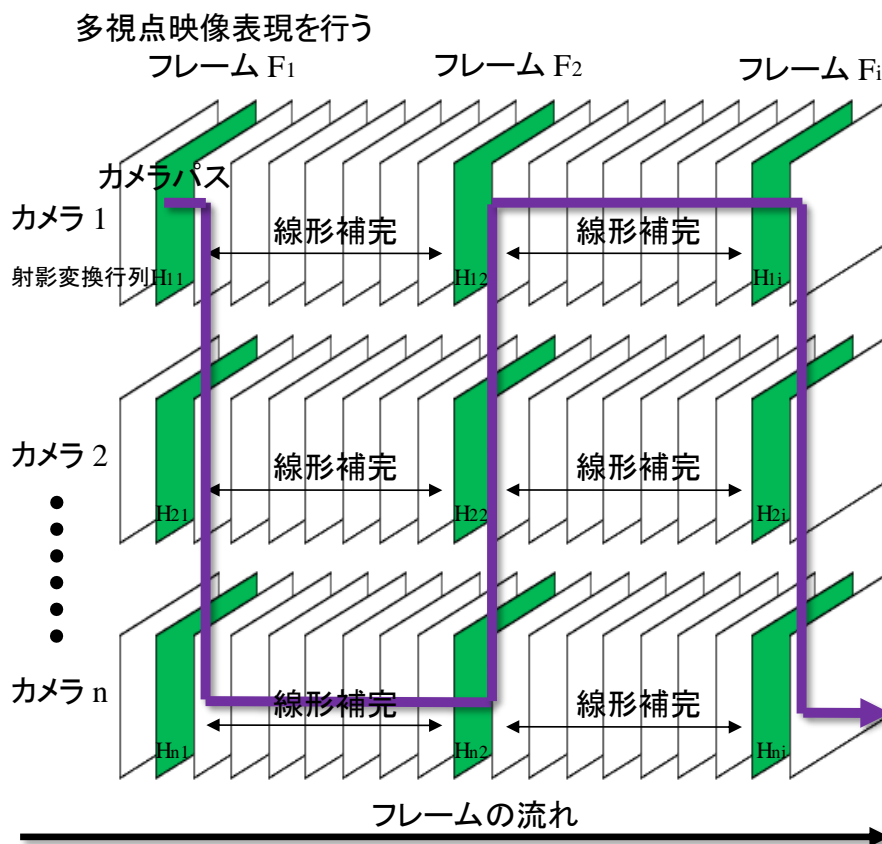 多視点映像表現を行う
フレーム F1
フレーム F2
フレーム Fi
カメラパス
カメラ 1
線形補完
線形補完
射影変換行列H11
H12
H1i
カメラ 2
線形補完
線形補完
H21
H22
H2i
カメラ n
線形補完
線形補完
Hn1
Hn2
Hni
フレームの流れ